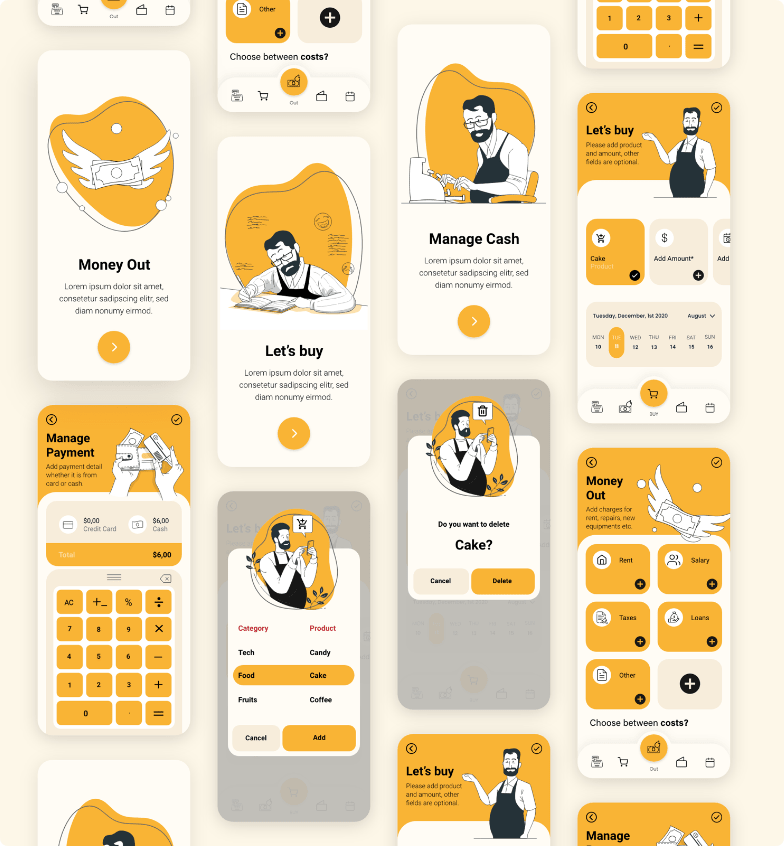 Out
Money Out
Lorem ipsum dolor sit amet,
consetetur sadipscing elitr, sed
diam nonumy eirmod.
Manage
Payment
Add payment detail
whether it is from
card or cash
$0,00
Credit Card
$6,00
Cash
Total
$6,00
AC
+_
%
÷
7
8
9
×
4
5
6
−
1
2
3
+
0
.
=
Other
Choose between costs?
Out
Let's buy
Lorem ipsum dolor sit amet,
consetetur sadipscing elitr, sed
diam nonumy eirmod.
Category
Product
Tech
Candy
Food
Cake
Fruits
Coffee
Cancel
Add
Manage Cash
Lorem ipsum dolor sit amet,
consetetur sadipscing elitr, sed
diam nonumy eirmod.
Do you want to delete
Cake?
Cancel
Delete
Let's buy
Please add product
and amount, other
fields are optional.
1
2
3
+
0
.
=
Let's buy
Please add product
and amount, other
fields are optional.
Cake
Product
$
Add Amount*
Add
Tuesday, December, 1st 2020
August
MON
TUE
WED
THU
FRI
SAT
SUN
10
11
12
13
14
15
16
BUY
Money
Out
Add charges for
rent, repairs, new
equipments etc.
Rent
Salary
Taxes
Loans
Other
Choose between costs?
Out
Manage